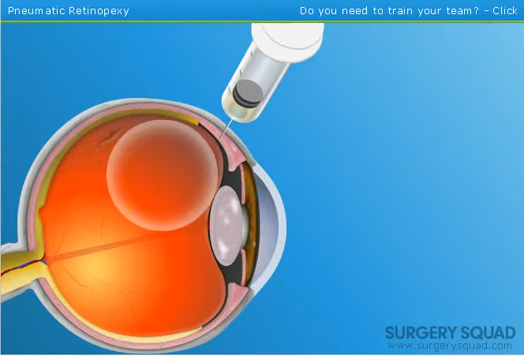 Pneumatic Retinopexy
Do you need to train your team? – Click
SURGERY SQUAD
www.surgerysquad.com